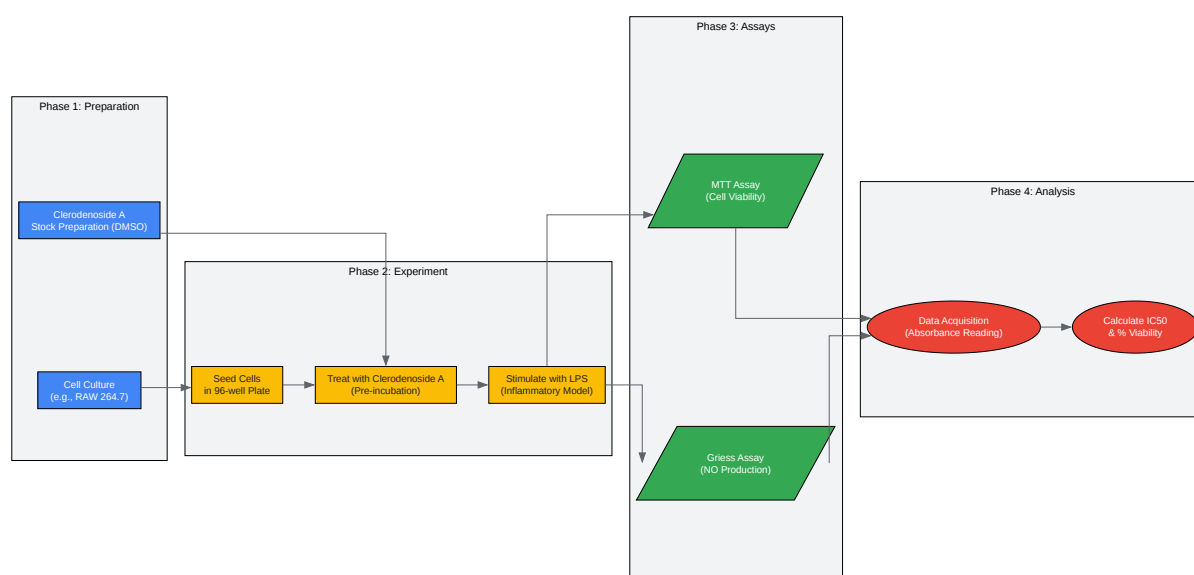 Phase 1: Preparation
Clerodenoside A
Stock Preparation (DMSO)
Cell Culture
(e.g., RAW 264.7)
Phase 2: Experiment
Seed Cells
in 96-well Plate
Treat with Clerodenoside A
(Pre-incubation)
Stimulate with LPS
(Inflammatory Model)
Phase 3: Assays
MTT Assay
(Cell Viability)
Griess Assay
(NO Production)
Phase 4: Analysis
Data Acquisition
(Absorbance Reading)
Calculate IC50
& % Viability